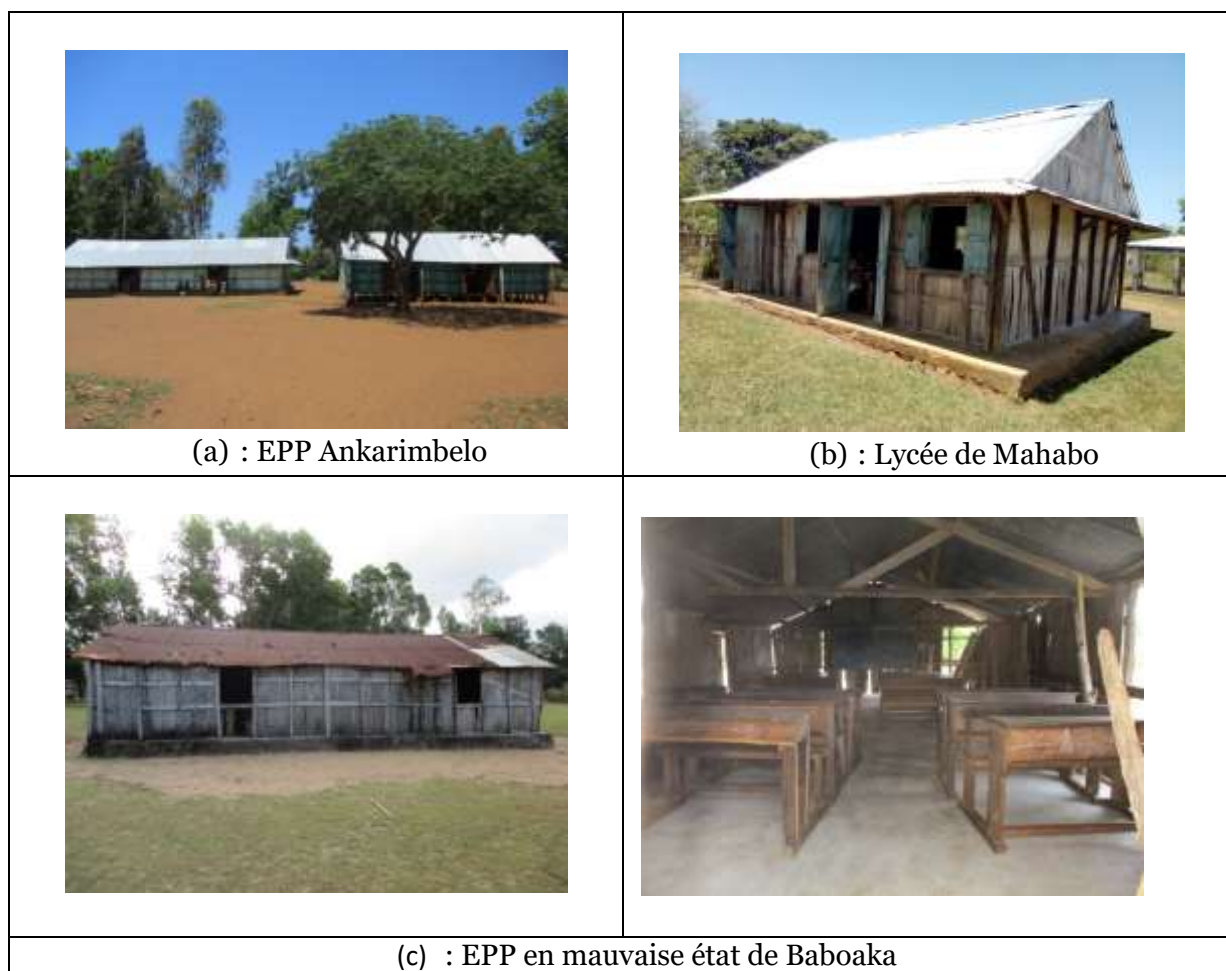 (a) : EPP Ankarimbelo
(b) : Lycée de Mahabo
(c) : EPP en mauvaise état de Baboaka